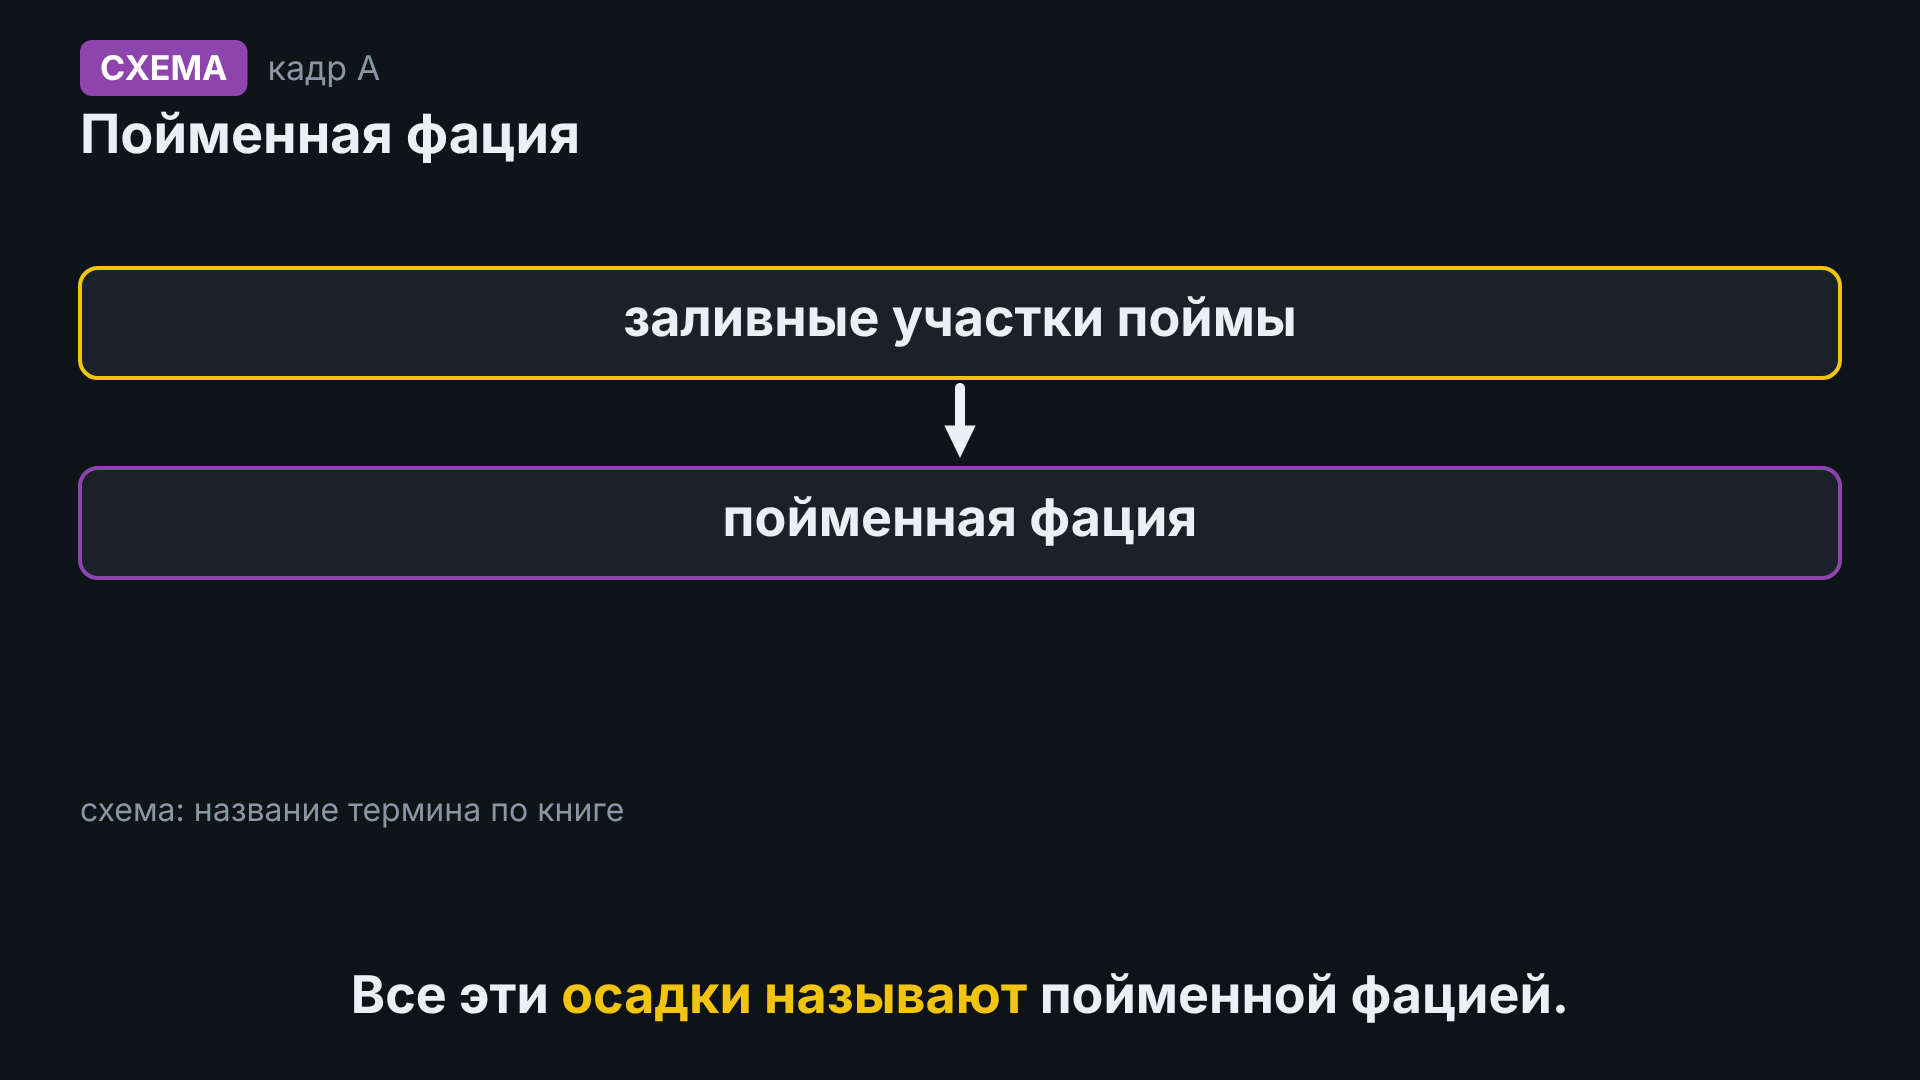 СХЕМА кадр А
Пойменная фация
заливные участки поймы
пойменная фация
схема: название термина по книге
Все эти осадки называют пойменной фацией.